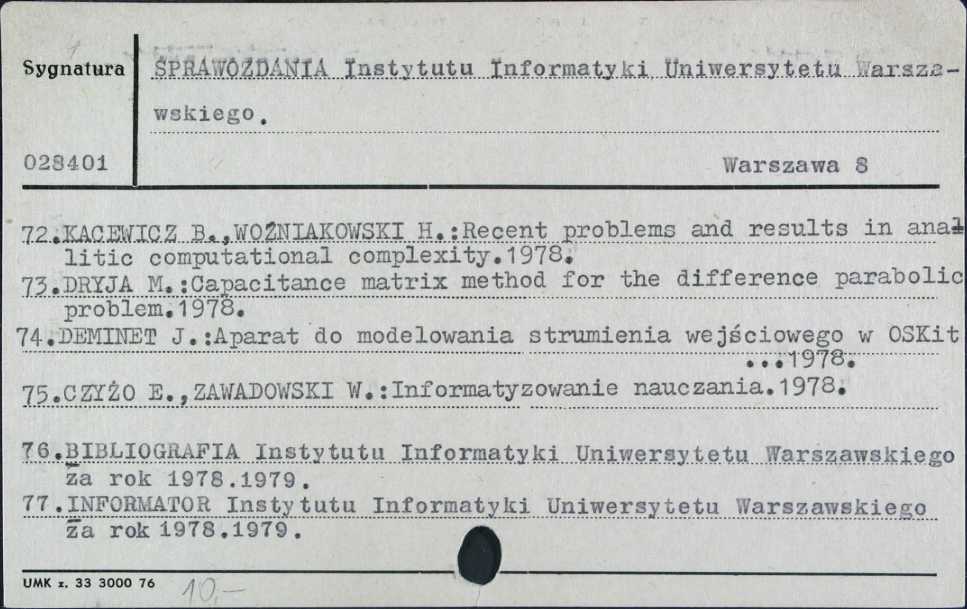 Sygnatura
SPRAWOZDANIA Instytutu Informatyki Uniwersytetu Warsza-
wskiego.
028401
Warszawa 8
72.KACEWICZ B.,WOŹNIAKOWSKI H.:Recent problems and results in ana-
litic computational complexity.1978.
73.DRYJA M.:Capacitance matrix method for the difference parabolic
problem.1978.
74.DEMINET J.:Aparat do modelowania strumienia wejściowego w OSKit
...1978.
75.CZYŻO E.,ZAWADOWSKI W.:Informatyzowanie nauczania.1978.
76.BIBLIOGRAFIA Instytutu Informatyki Uniwersytetu Warszawskiego
za rok 1978.1979.
77.INFORMATOR Instytutu Informatyki Uniwersytetu Warszawskiego
za rok 1978.1979.
UMK z. 33 3000 76
10,-